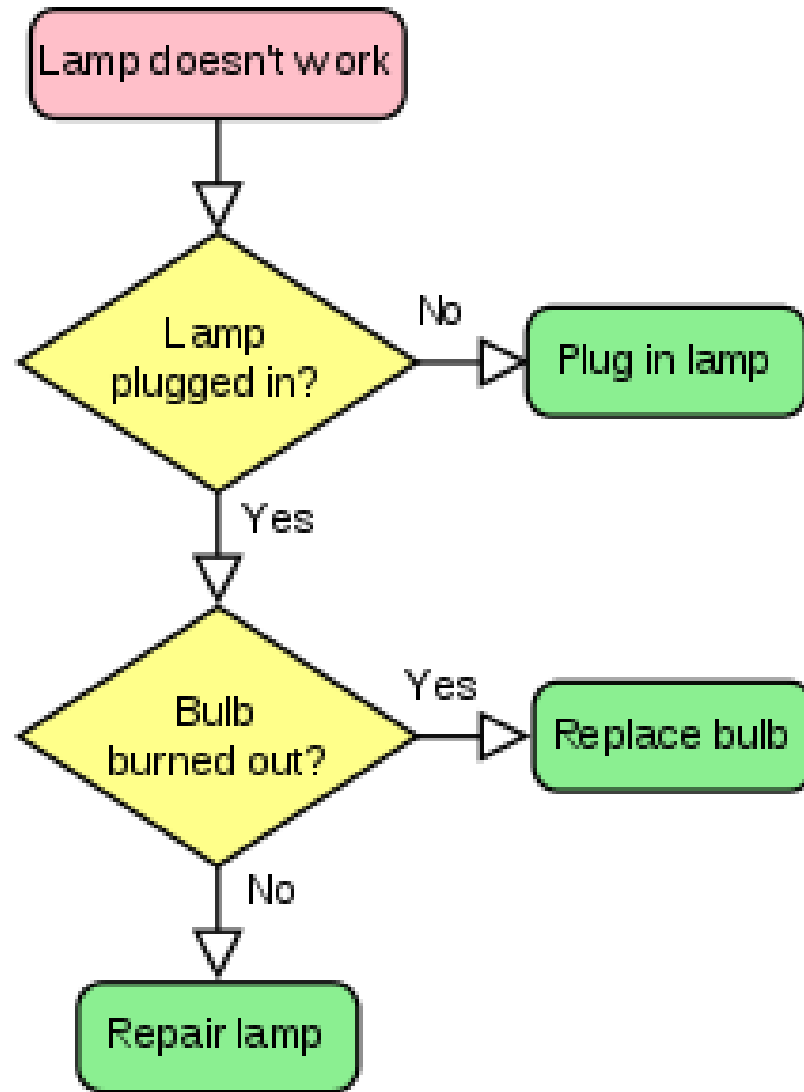 Lamp doesn't work
Lamp
plugged in?
No
Plug in lamp
Yes
Bulb
burned out?
Yes
Replace bulb
No
Repair lamp